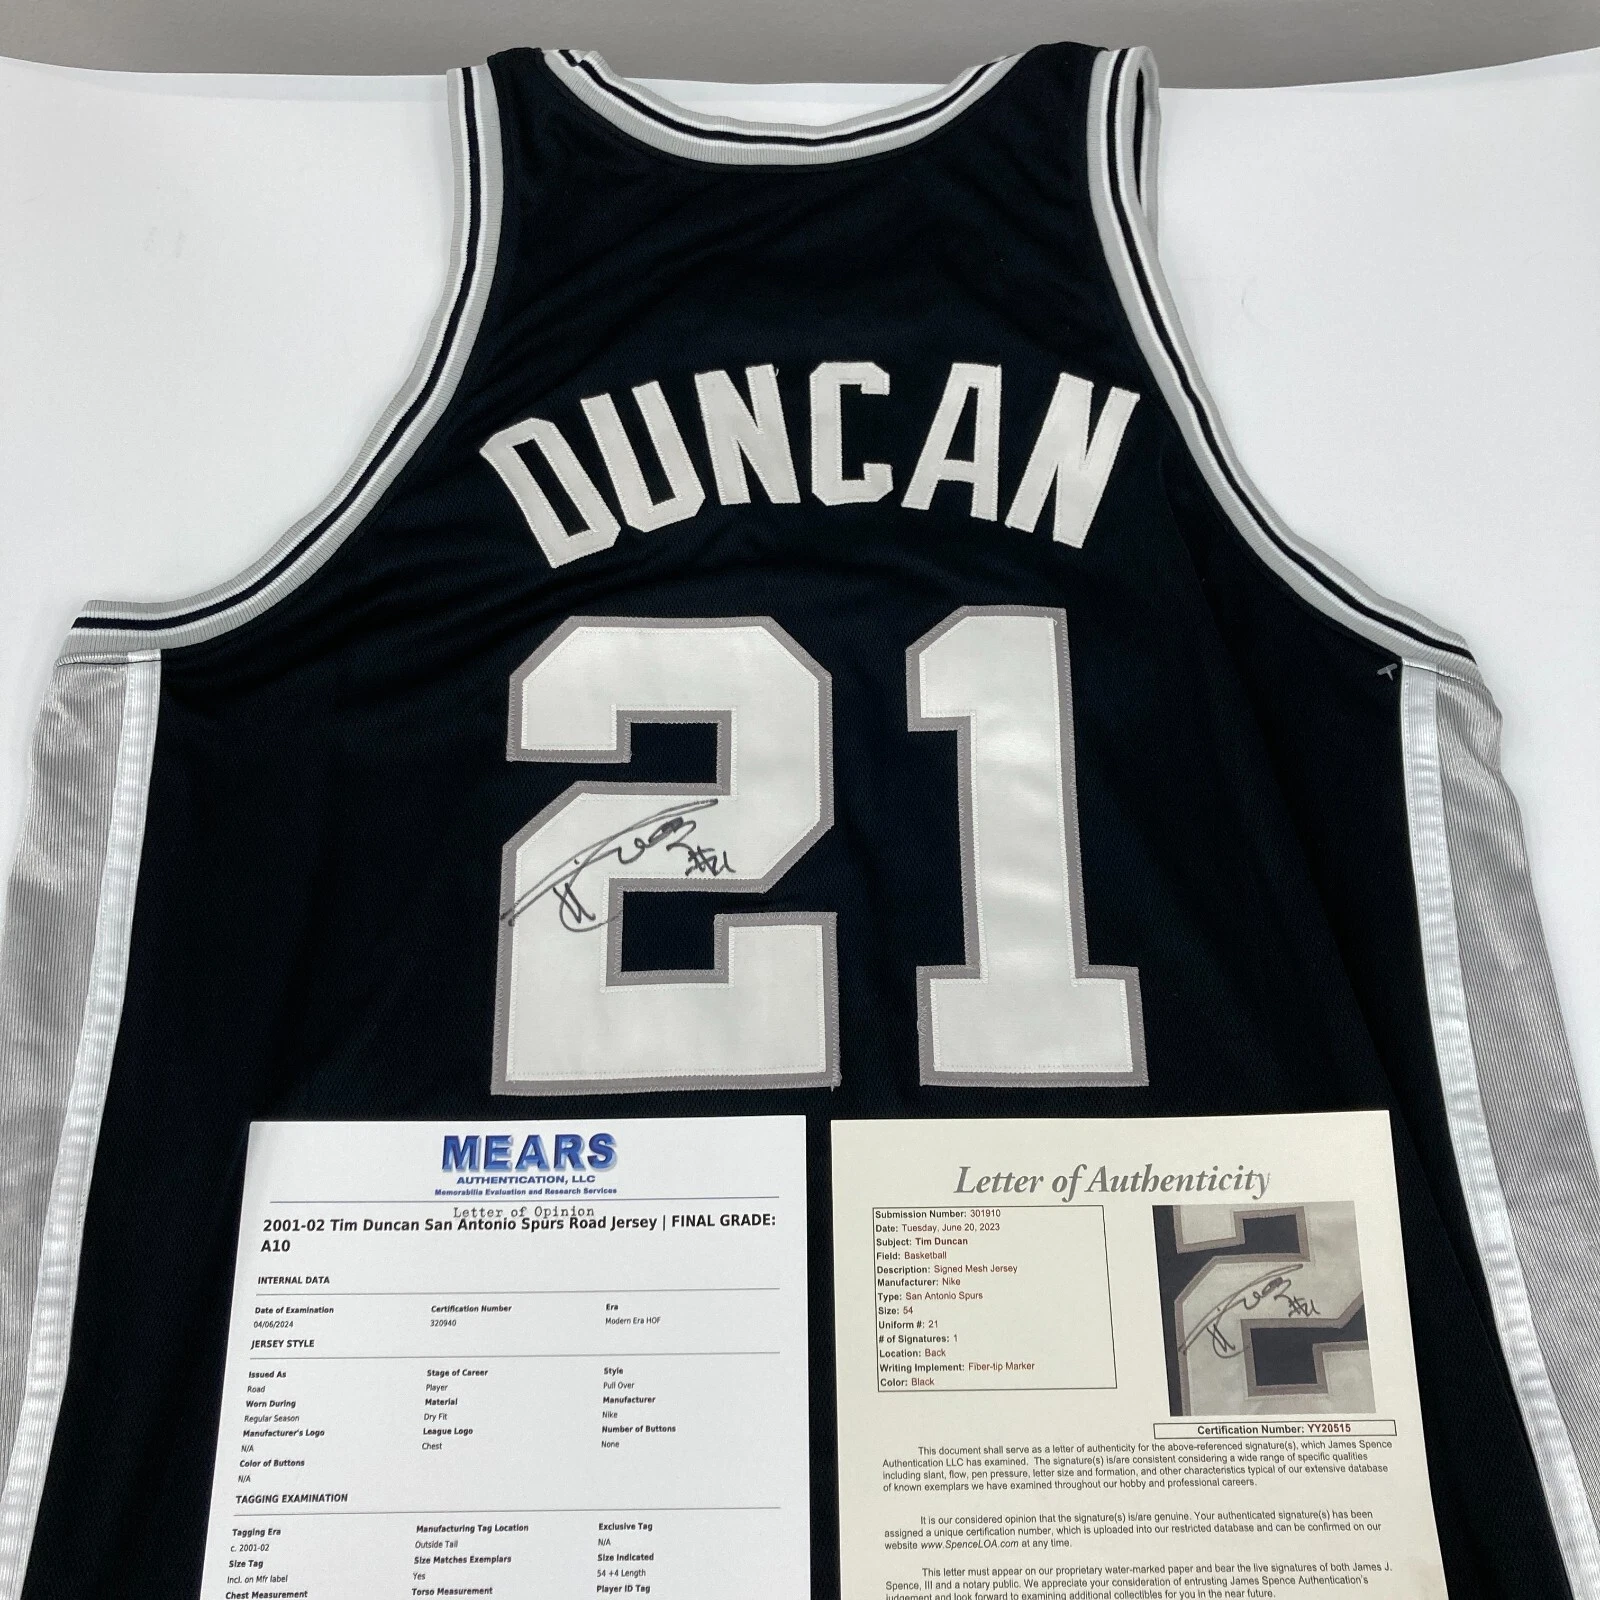 DUNCAN
21
#21
MEARS
AUTHENTICATION, LLC
Memorabilia Evaluation and Research Services
Letter of Opinion
2001-02 Tim Duncan San Antonio Spurs Road Jersey | FINAL GRADE:
A10
INTERNAL DATA
Date of Examination Certification Number Era
04/06/2024 320940 Modern Era HOF
JERSEY STYLE
Issued As Stage of Career Style
Road Player Pull Over
Worn During Material Manufacturer
Regular Season Dry Fit Nike
Manufacturer's Logo League Logo Number of Buttons
N/A Chest None
Color of Buttons
N/A
TAGGING EXAMINATION
Tagging Era Manufacturing Tag Location Exclusive Tag
c. 2001-02 Outside Tail N/A
Size Tag Size Matches Exemplars Size Indicated
Incl. on Mfr label Yes 54 +4 Length
Chest Measurement Torso Measurement Player ID Tag
Letter of Authenticity
Submission Number: 301910
Date: Tuesday, June 20, 2023
Subject: Tim Duncan
Field: Basketball
Description: Signed Mesh Jersey
Manufacturer: Nike
Type: San Antonio Spurs
Size: 54
Uniform #: 21
# of Signatures: 1
Location: Back
Writing Implement: Fiber-tip Marker
Color: Black
#21
Certification Number: YY20515
This document shall serve as a letter of authenticity for the above-referenced signature(s), which James Spence
Authentication LLC has examined. The signature(s) is/are consistent considering a wide range of specific qualities
including slant, flow, pen pressure, letter size and formation, and other characteristics typical of our extensive database
of known exemplars we have examined throughout our hobby and professional careers.
It is our considered opinion that the signature(s) is/are genuine. Your authenticated signature(s) has been
assigned a unique certification number, which is uploaded into our restricted database and can be confirmed on our
website www.SpenceLOA.com at any time.
This letter must appear on our proprietary water-marked paper and bear the live signatures of both James J.
Spence, III and a notary public. We appreciate your consideration of entrusting James Spence Authentication's
judgement and look forward to examining additional collectibles for you in the near future.